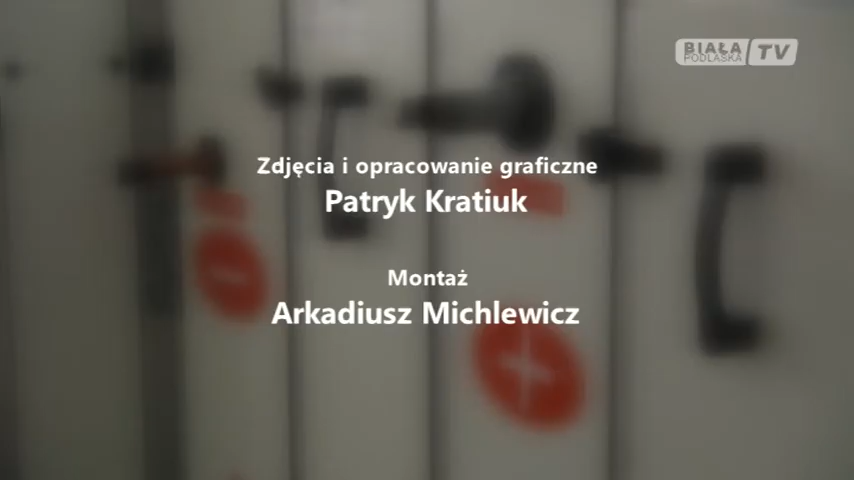 BIAŁA PODLASKA TV
Zdjęcia i opracowanie graficzne
Patryk Kratiuk
Montaż
Arkadiusz Michlewicz